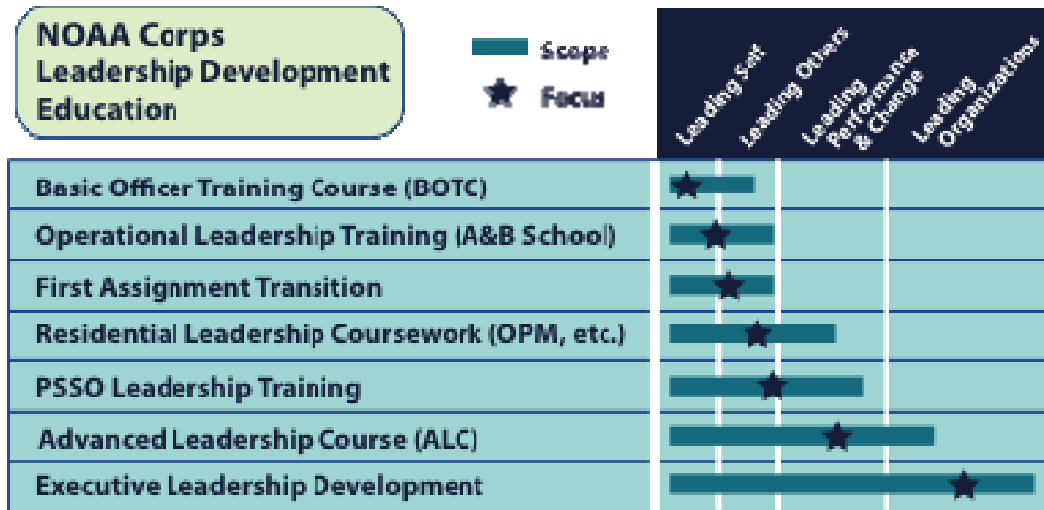 NOAA Corps
Leadership Development
Education
Scope
Focus
Leading Self
Leading Others
Leading
Performance
& Change
Leading
Organizations
Basic Officer Training Course (BOTC)
Operational Leadership Training (A&B School)
First Assignment Transition
Residential Leadership Coursework (OPM, etc.)
PSSO Leadership Training
Advanced Leadership Course (ALC)
Executive Leadership Development